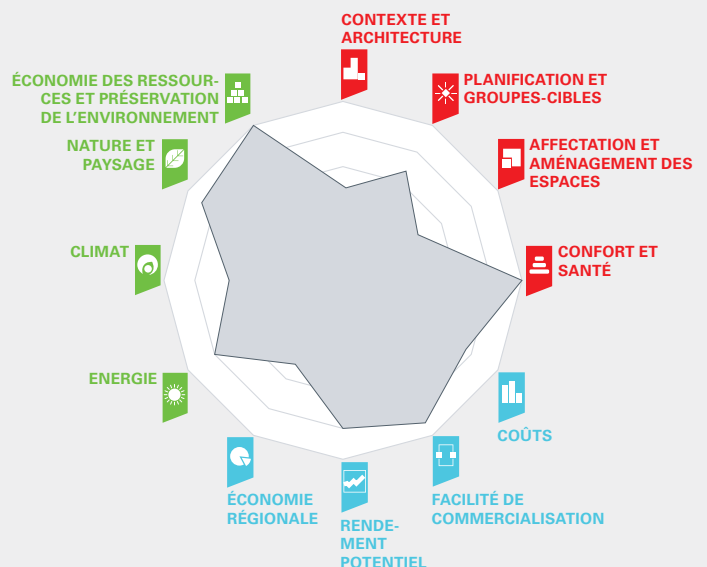 CONTEXTE ET
ARCHITECTURE
PLANIFICATION ET
GROUPES-CIBLES
AFFECTATION ET
AMÉNAGEMENT DES
ESPACES
CONFORT ET
SANTÉ
COÛTS
FACILITÉ DE
COMMERCIALISATION
RENDE-
MENT
POTENTIEL
ÉCONOMIE
RÉGIONALE
ENERGIE
CLIMAT
NATURE ET
PAYSAGE
ÉCONOMIE DES RESSOUR-
CES ET PRÉSERVATION
DE L’ENVIRONNEMENT